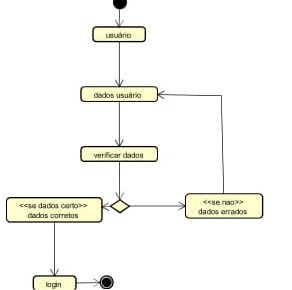 usuário
dados usuário
verificar dados
<<se dados certo>>
dados corretos
<<se nao>>
dados errados
login